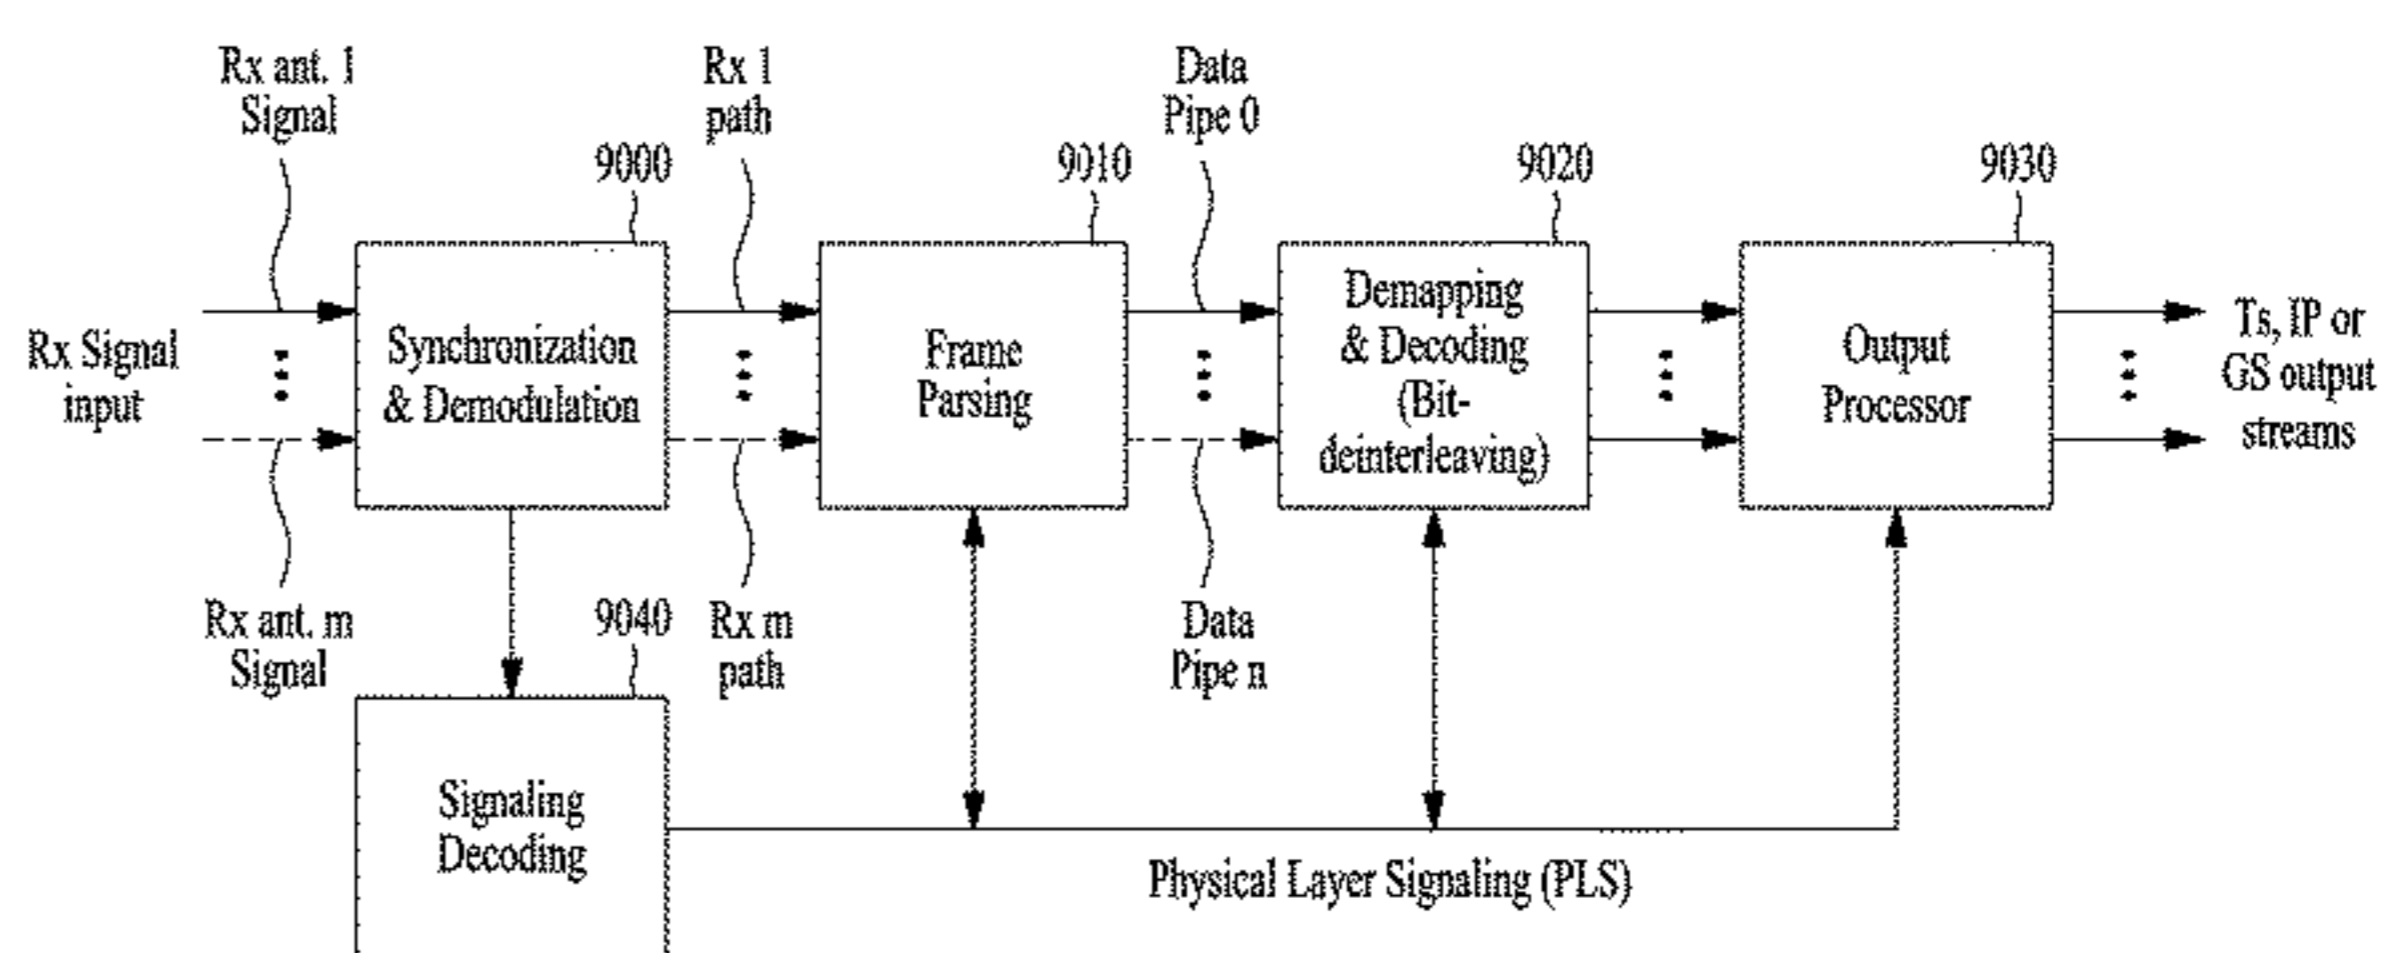 Rx ant. 1
Signal
Rx 1
path
Data
Pipe 0
9000
9010
9020
9030
Rx Signal
input
Synchronization
& Demodulation
Frame
Parsing
Demapping
& Decoding
(Bit-
deinterleaving)
Output
Processor
Ts, IP or
GS output
streams
Rx ant. m
Signal
9040
Rx m
path
Data
Pipe n
Signaling
Decoding
Physical Layer Signaling (PLS)